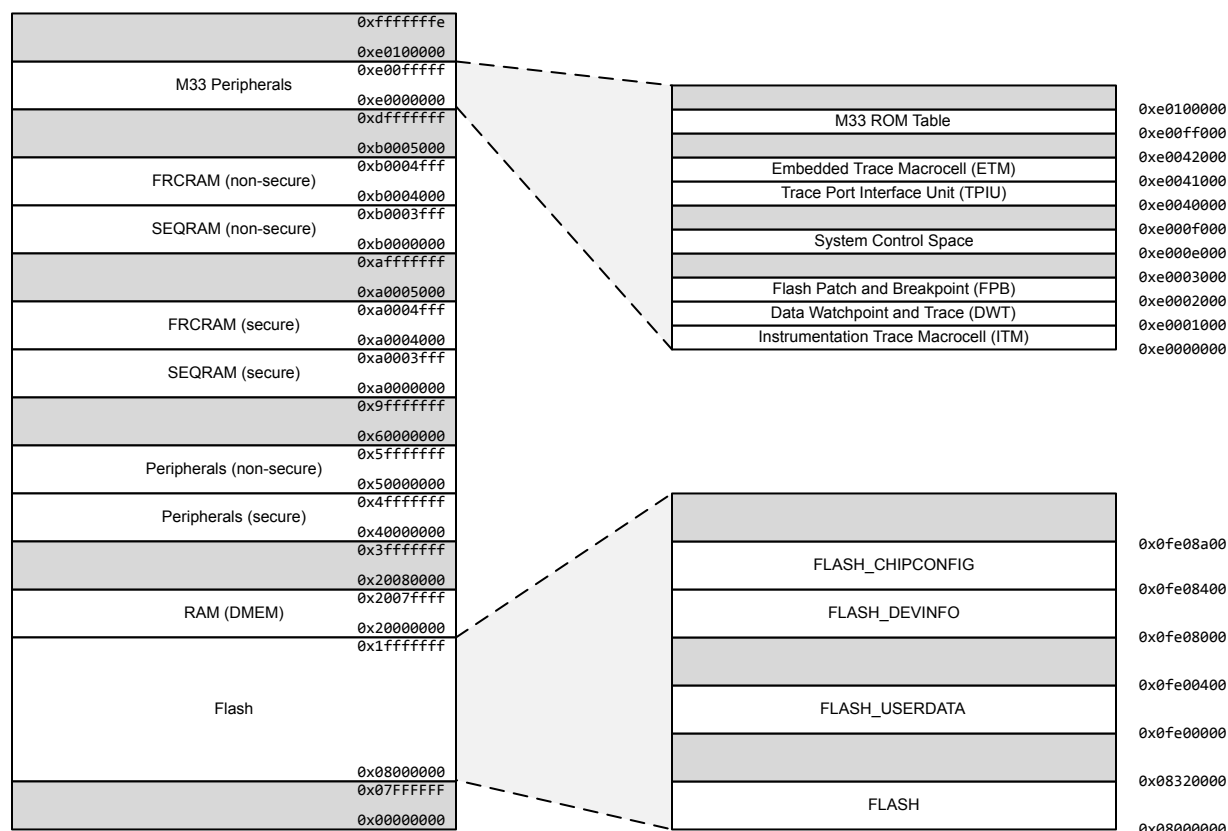 0xfffffffe
0xe0100000
M33 Peripherals
0xe00fffff
0xe0000000
0xdfffffff
0xb0005000
FRCRAM (non-secure)
0xb0004fff
0xb0004000
SEQRAM (non-secure)
0xb0003fff
0xb0000000
0xafffffff
0xa0005000
FRCRAM (secure)
0xa0004fff
0xa0004000
SEQRAM (secure)
0xa0003fff
0xa0000000
0x9fffffff
0x60000000
Peripherals (non-secure)
0x5fffffff
0x50000000
Peripherals (secure)
0x4fffffff
0x40000000
0x3fffffff
0x20080000
RAM (DMEM)
0x2007ffff
0x20000000
0x1fffffff
Flash
0x08000000
0x07FFFFFF
0x00000000
0xe0100000
M33 ROM Table
0xe00ff000
0xe0042000
Embedded Trace Macrocell (ETM)
0xe0041000
Trace Port Interface Unit (TPIU)
0xe0040000
0xe000f000
System Control Space
0xe000e000
0xe0003000
Flash Patch and Breakpoint (FPB)
0xe0002000
Data Watchpoint and Trace (DWT)
0xe0001000
Instrumentation Trace Macrocell (ITM)
0xe0000000
0x0fe08a00
FLASH_CHIPCONFIG
0x0fe08400
FLASH_DEVINFO
0x0fe08000
0x0fe00400
FLASH_USERDATA
0x0fe00000
0x08320000
FLASH
0x08000000